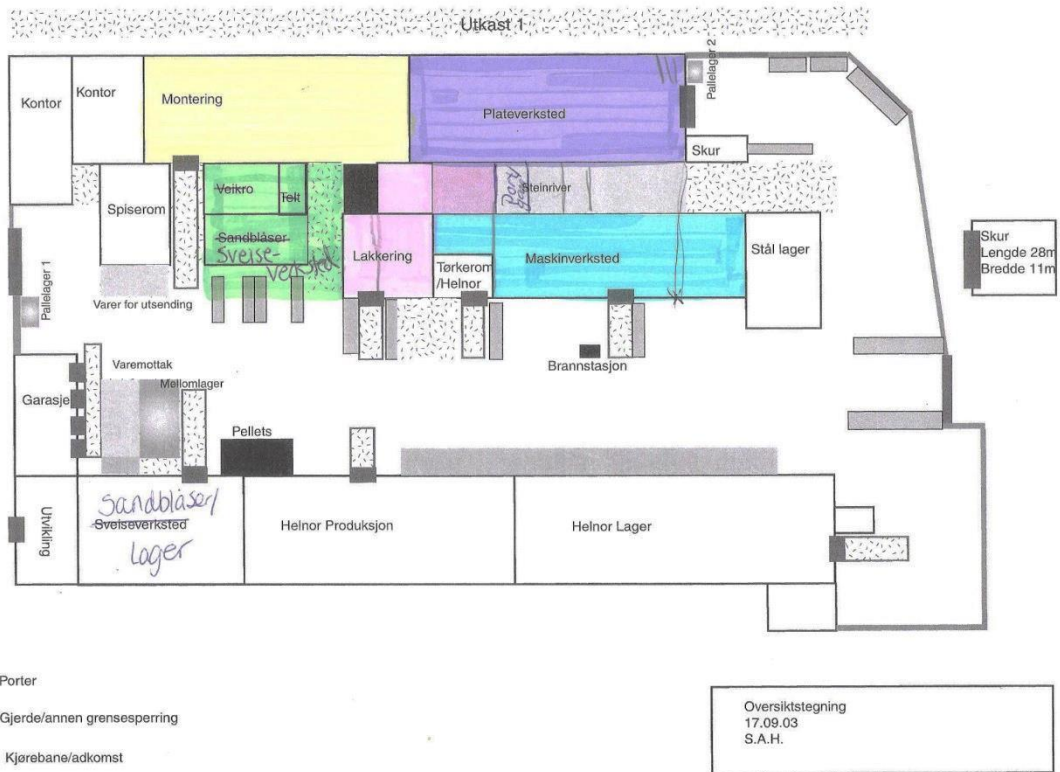 Utkast 1
Kontor
Kontor
Montering
Plateverksted
Pallelager 2
Skur
Veikro
Telt
Steinriver
Spiserom
Sandblåser
Sveise-
verksted
Lakkering
Tørkerom
/Helnor
Maskinverksted
Stål lager
Skur
Lengde 28m
Bredde 11m
Pallelager 1
Varer for utsending
Brannstasjon
Varemottak
Mellomlager
Garasje
Pellets
Utvikling
Sandblåser/
Sveiseverksted
Lager
Helnor Produksjon
Helnor Lager
Porter
Gjerde/annen grensesperring
Kjørebane/adkomst
Oversiktstegning
17.09.03
S.A.H.